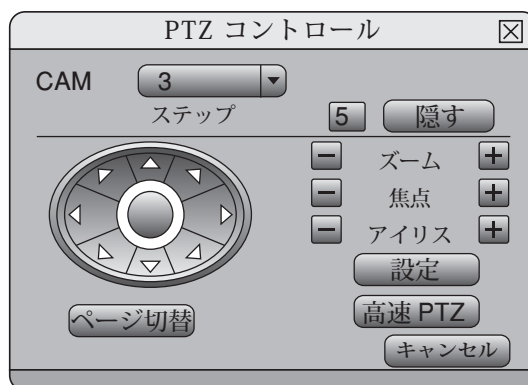 PTZ コントロール
CAM 3
ステップ 5 隠す
ズーム
焦点
アイリス
設定
ページ切替 高速 PTZ
キャンセル